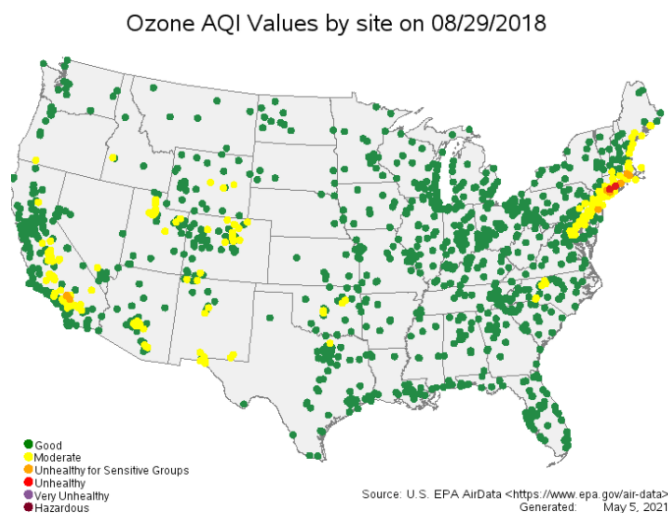 Ozone AQI Values by site on 08/29/2018
Good
Moderate
Unhealthy for Sensitive Groups
Unhealthy
Very Unhealthy
Hazardous
Source: U.S. EPA AirData <https://www.epa.gov/air-data>
Generated: May 5, 2021